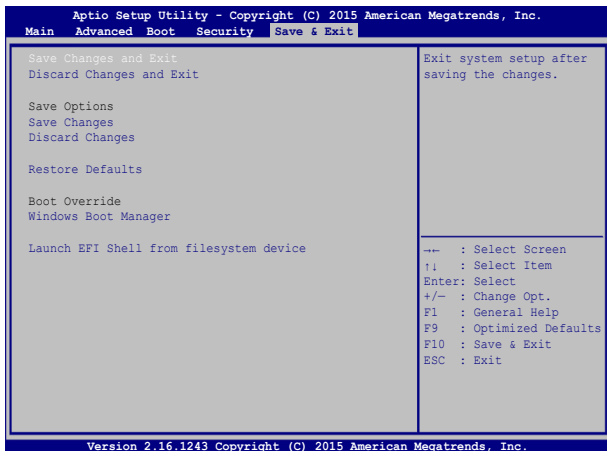 Aptio Setup Utility - Copyright (C) 2015 American Megatrends, Inc.
Main Advanced Boot Security Save & Exit
Save Changes and Exit
Discard Changes and Exit
Save Options
Save Changes
Discard Changes
Restore Defaults
Boot Override
Windows Boot Manager
Launch EFI Shell from filesystem device
Exit system setup after
saving the changes.
→← : Select Screen
↑↓ : Select Item
Enter: Select
+/— : Change Opt.
F1 : General Help
F9 : Optimized Defaults
F10 : Save & Exit
ESC : Exit
Version 2.16.1243 Copyright (C) 2015 American Megatrends, Inc.